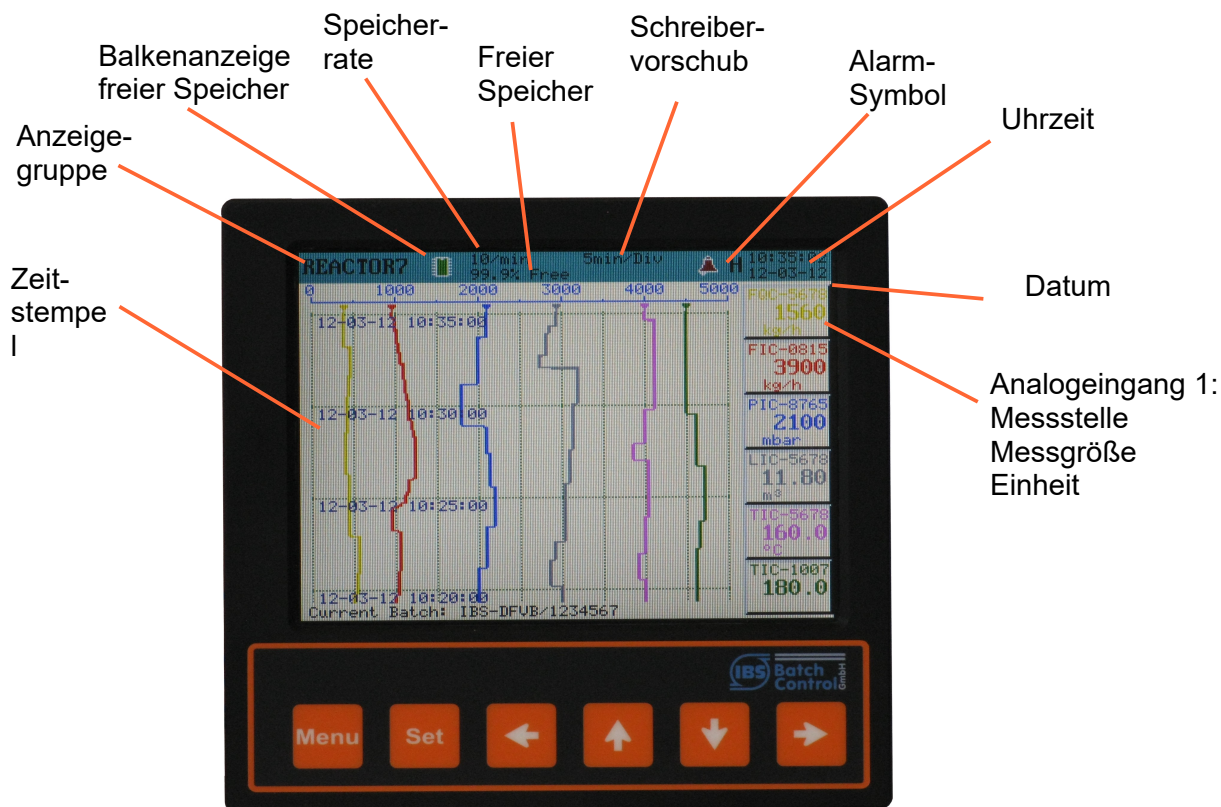 Speicher-
rate
Schreiber-
vorschub
Balkenanzeige
freier Speicher
Freier
Speicher
Alarm-
Symbol
Uhrzeit
Anzeige-
gruppe
Zeit-
stempe
l
Datum
Analogeingang 1:
Messstelle
Messgröße
Einheit
REACTOR7
10/min
99.9% Free
5min/Div
H
12-03-12
0 1000 2000 3000 4000 5000
12-03-12 10:35:00
12-03-12 10:30:00
12-03-12 10:25:00
12-03-12 10:20:00
Current Batch: IBS-DFVB/1234567
FQC-5678
1560
kg/h
FIC-0815
3900
kg/h
PIC-8765
2100
mbar
LIC-5678
11.80
m³
TIC-5678
160.0
°C
TIC-1007
180.0
IBS Batch
Control GmbH
Menu
Set